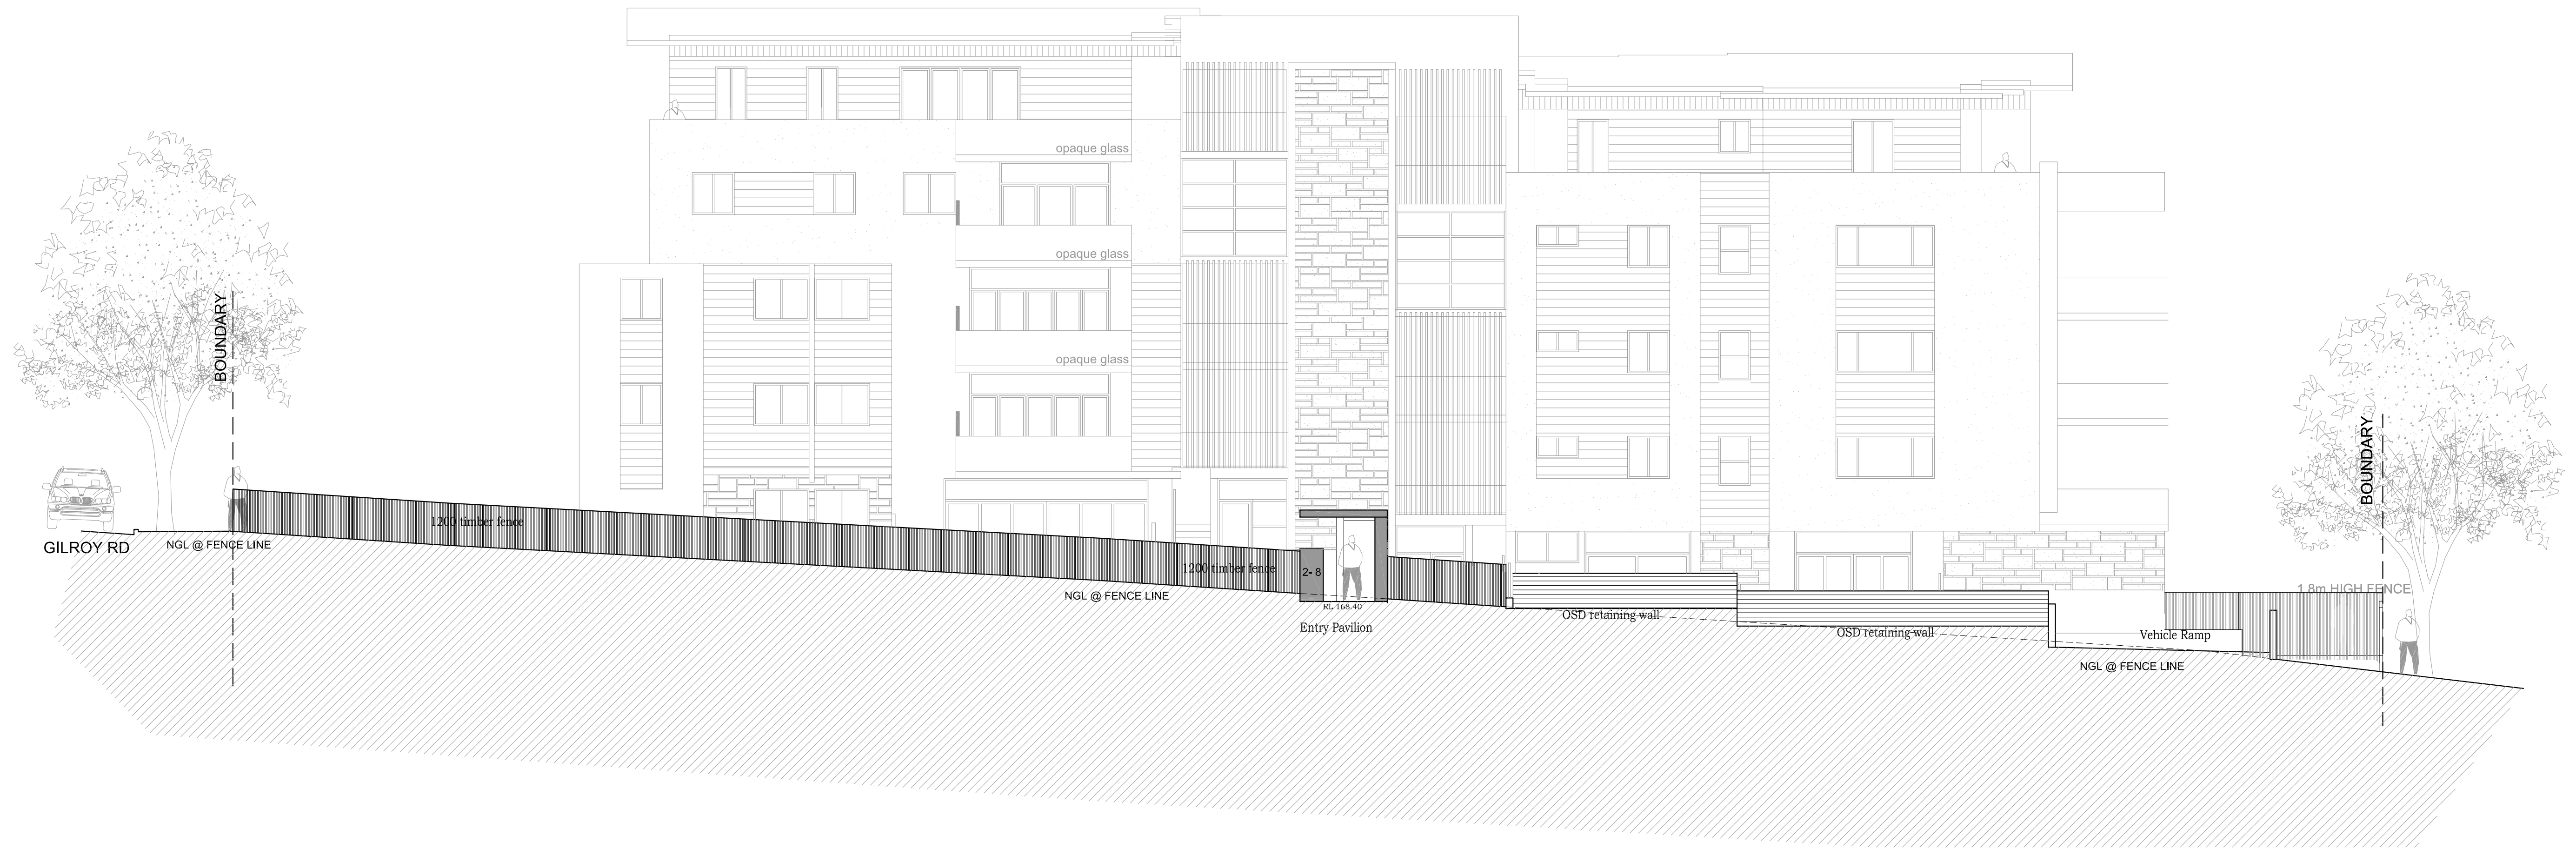 opaque glass
opaque glass
opaque glass
BOUNDARY
BOUNDARY
GILROY RD
NGL @ FENCE LINE
1200 timber fence
1200 timber fence
NGL @ FENCE LINE
2- 8
RL 168.40
Entry Pavilion
OSD retaining wall
OSD retaining wall
1.8m HIGH FENCE
Vehicle Ramp
NGL @ FENCE LINE